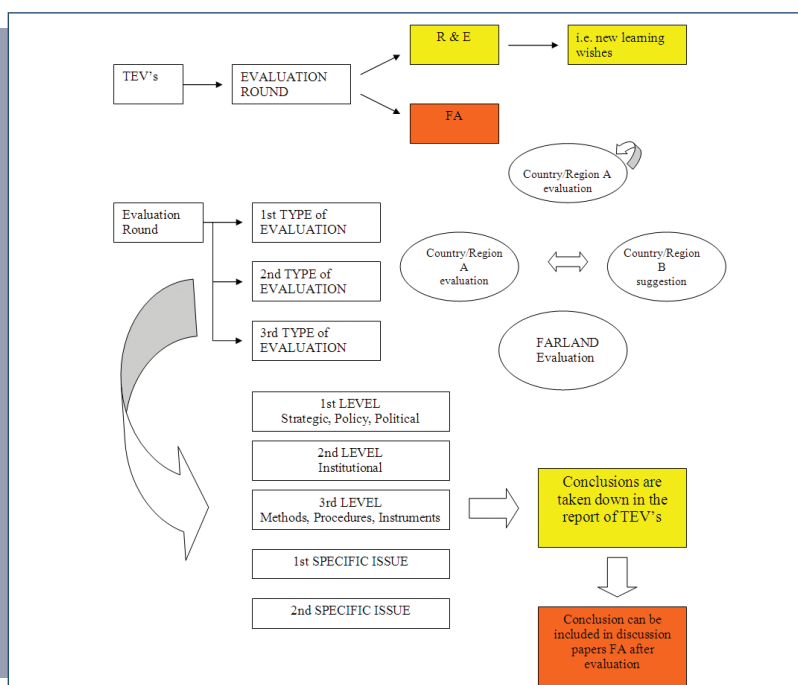 R & E
i.e. new learning
wishes
TEV's
EVALUATION
ROUND
FA
Country/Region A
evaluation
Evaluation
Round
1st TYPE of
EVALUATION
Country/Region
A
evaluation
Country/Region
B
suggestion
2nd TYPE of
EVALUATION
3rd TYPE of
EVALUATION
FARLAND
Evaluation
1st LEVEL
Strategic, Policy, Political
2nd LEVEL
Institutional
3rd LEVEL
Methods, Procedures, Instruments
Conclusions are
taken down in the
report of TEV's
1st SPECIFIC ISSUE
2nd SPECIFIC ISSUE
Conclusion can be
included in discussion
papers FA after
evaluation